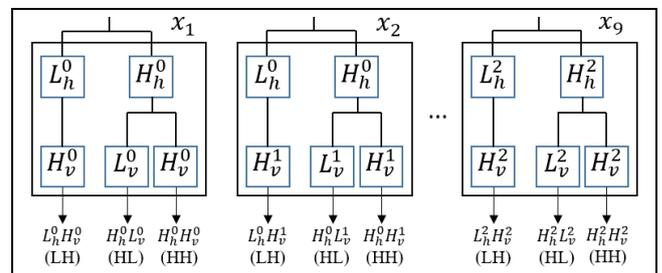 x₁ x₂ x₉
L⁰ₕ H⁰ₕ L⁰ₕ H⁰ₕ L²ₕ H²ₕ
...
H⁰ᵥ L⁰ᵥ H⁰ᵥ H¹ᵥ L¹ᵥ H¹ᵥ H²ᵥ L²ᵥ H²ᵥ
L⁰ₕH⁰ᵥ H⁰ₕL⁰ᵥ H⁰ₕH⁰ᵥ L⁰ₕH¹ᵥ H⁰ₕL¹ᵥ H⁰ₕH¹ᵥ L²ₕH²ᵥ H²ₕL²ᵥ H²ₕH²ᵥ
(LH) (HL) (HH) (LH) (HL) (HH) (LH) (HL) (HH)